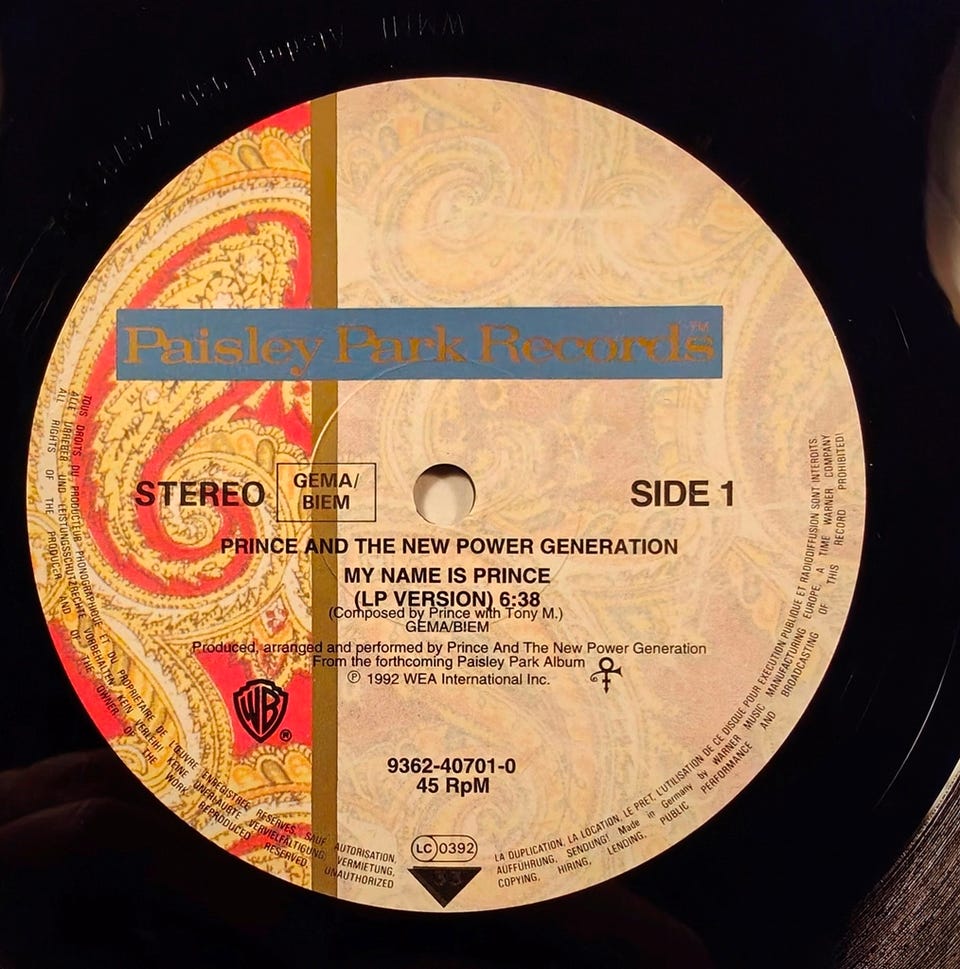 Paisley Park Records™
STEREO
GEMA/
BIEM
SIDE 1
PRINCE AND THE NEW POWER GENERATION
MY NAME IS PRINCE
(LP VERSION) 6:38
(Composed by Prince with Tony M.)
GEMA/BIEM
Produced, arranged and performed by Prince And The New Power Generation
From the forthcoming Paisley Park Album
℗ 1992 WEA International Inc.
WB®
9362-40701-0
45 RpM
LC 0392
33
TOUS DROITS DU PRODUCTEUR PHONOGRAPHIQUE ET DU PROPRIETAIRE DE L'ŒUVRE ENREGISTREE RESERVES. SAUF AUTORISATION, LA DUPLICATION, LA LOCATION, LE PRET, L'UTILISATION DE CE DISQUE POUR EXECUTION PUBLIQUE ET RADIODIFFUSION SONT INTERDITS.
ALLE URHEBER UND LEISTUNGSSCHUTZRECHTE VORBEHALTEN KEIN VERLEIH! KEINE UNERLAUBTE VERVIELFÄLTIGUNG, VERMIETUNG, AUFFÜHRUNG, SENDUNG! Made in Germany by WARNER MUSIC MANUFACTURING EUROPE. A TIME WARNER COMPANY
ALL RIGHTS OF THE PRODUCER AND OF THE OWNER OF THE WORK REPRODUCED RESERVED. UNAUTHORIZED COPYING, HIRING, LENDING, PUBLIC PERFORMANCE AND BROADCASTING OF THIS RECORD PROHIBITED!